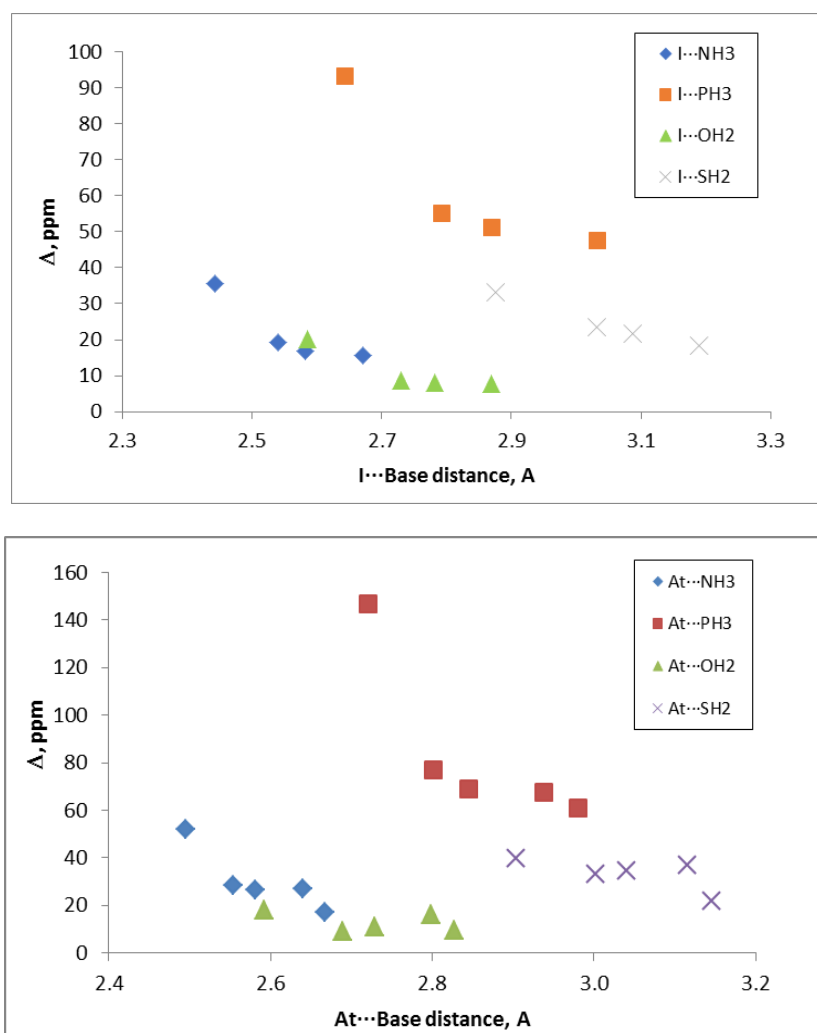 100
90
80
70
60
50
40
30
20
10
0
Δ, ppm
2.3 2.5 2.7 2.9 3.1 3.3
I···Base distance, A
I···NH3
I···PH3
I···OH2
I···SH2
160
140
120
100
80
60
40
20
0
Δ, ppm
2.4 2.6 2.8 3.0 3.2
At···Base distance, A
At···NH3
At···PH3
At···OH2
At···SH2